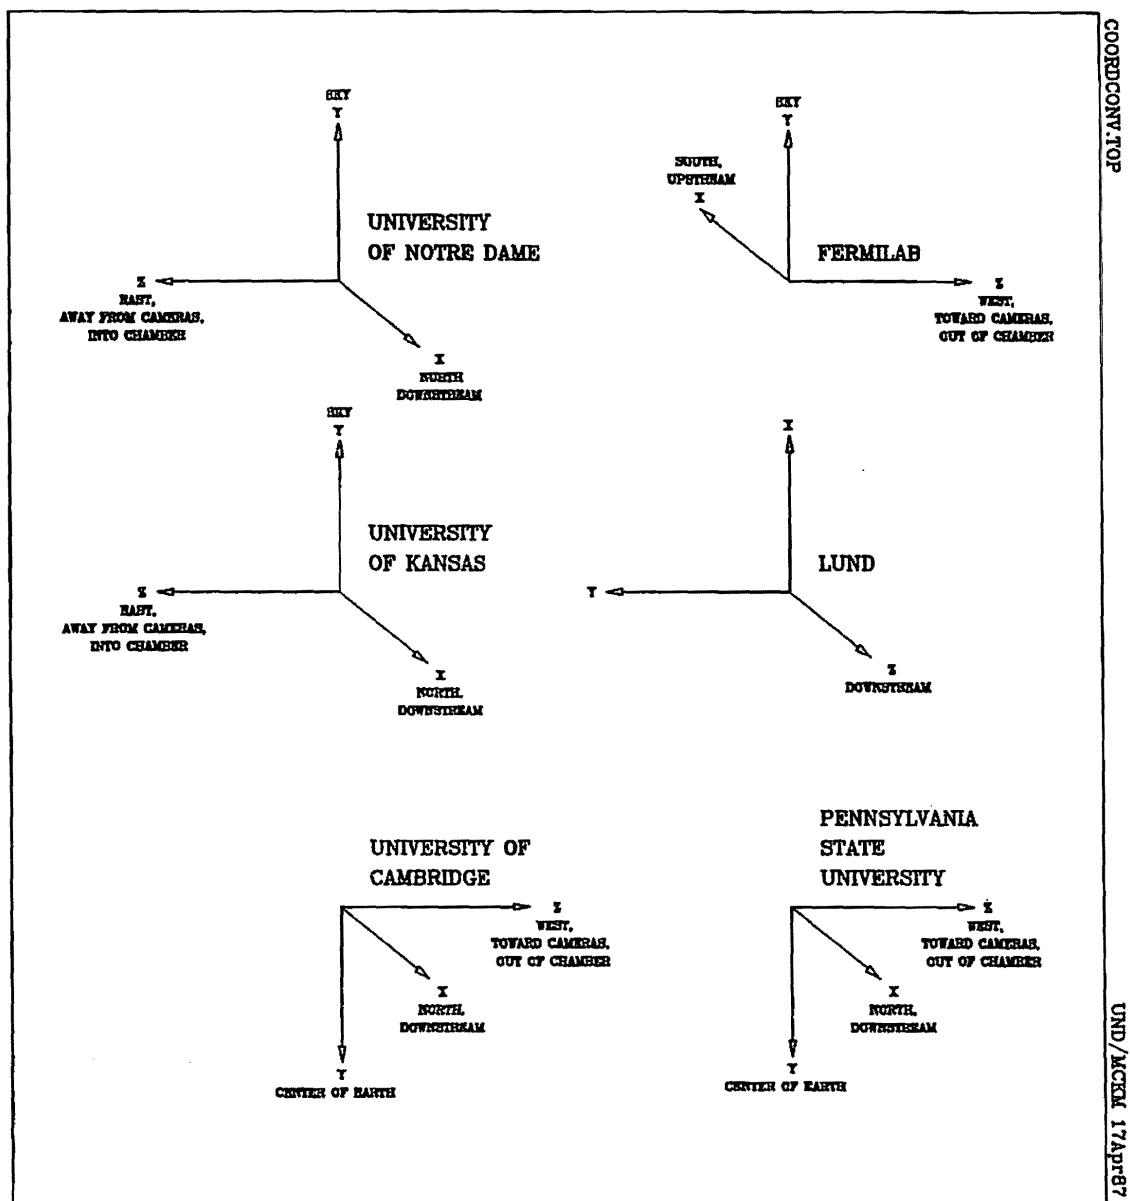 COORDCONV.TOP
SKY
Y
UNIVERSITY
OF NOTRE DAME
Z
EAST,
AWAY FROM CAMERAS,
INTO CHAMBER
X
NORTH
DOWNSTREAM
SKY
Y
SOUTH,
UPSTREAM
X
FERMILAB
Z
WEST,
TOWARD CAMERAS,
OUT OF CHAMBER
SKY
Y
UNIVERSITY
OF KANSAS
Z
EAST,
AWAY FROM CAMERAS,
INTO CHAMBER
X
NORTH,
DOWNSTREAM
X
LUND
Y
Z
DOWNSTREAM
UNIVERSITY OF
CAMBRIDGE
Z
WEST,
TOWARD CAMERAS,
OUT OF CHAMBER
X
NORTH,
DOWNSTREAM
Y
CENTER OF EARTH
PENNSYLVANIA
STATE
UNIVERSITY
Z
WEST,
TOWARD CAMERAS,
OUT OF CHAMBER
X
NORTH,
DOWNSTREAM
Y
CENTER OF EARTH
UND/MCKM 17Apr87